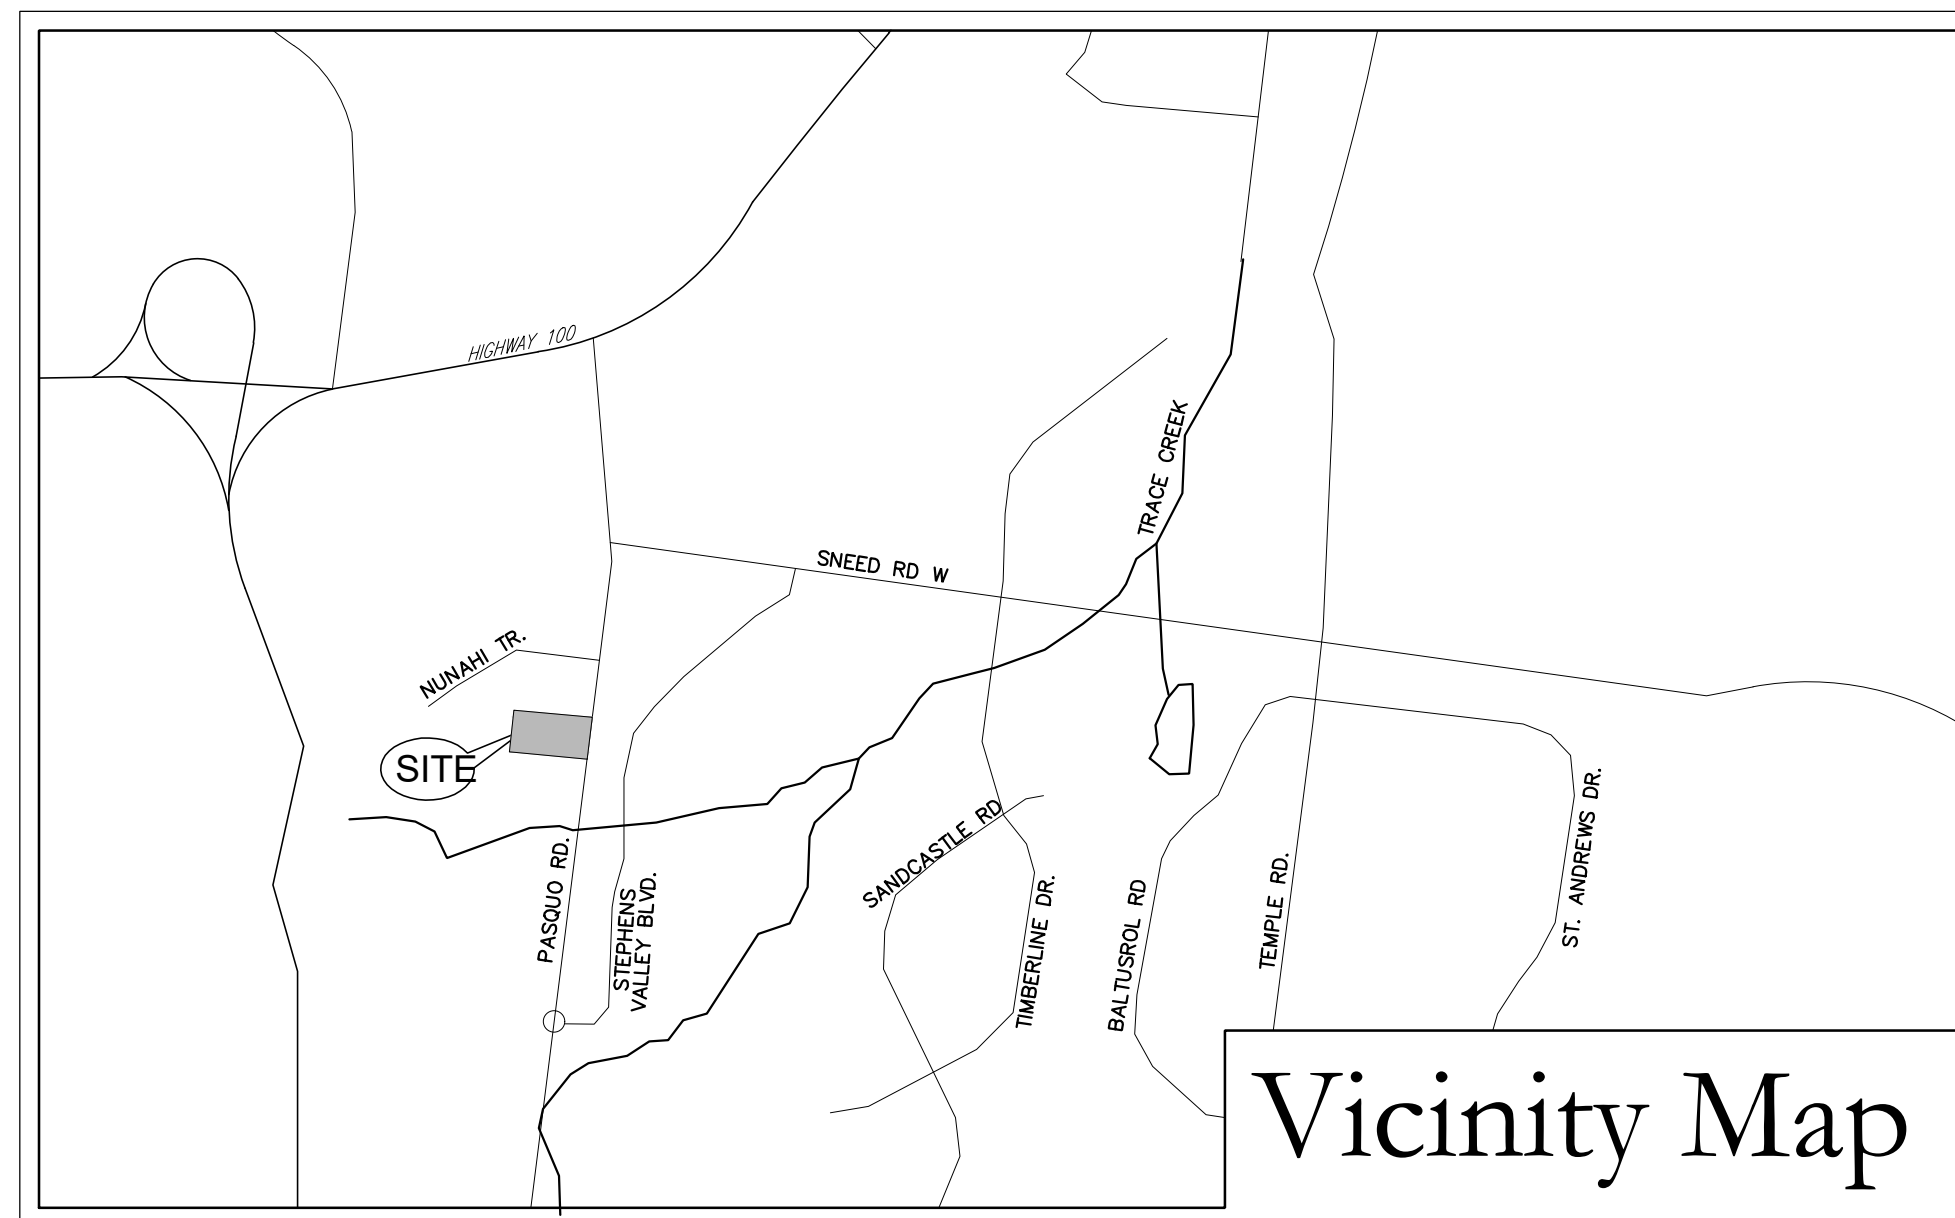 HIGHWAY 100
TRACE CREEK
SNEED RD W
NUNAHI TR.
SITE
SANDCASTLE RD
PASQUO RD.
STEPHENS
VALLEY BLVD.
TIMBERLINE DR.
BALTUSROL RD
TEMPLE RD.
ST. ANDREWS DR.
Vicinity Map